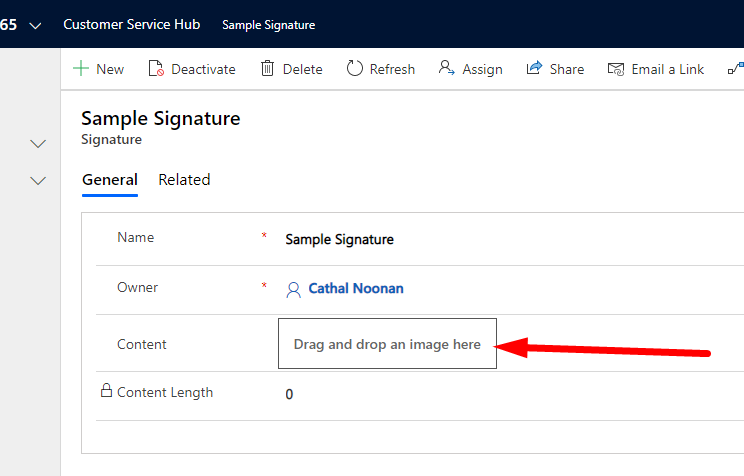 65 Customer Service Hub Sample Signature
New Deactivate Delete Refresh Assign Share Email a Link
Sample Signature
Signature
General Related
Name * Sample Signature
Owner * Cathal Noonan
Content Drag and drop an image here
Content Length 0